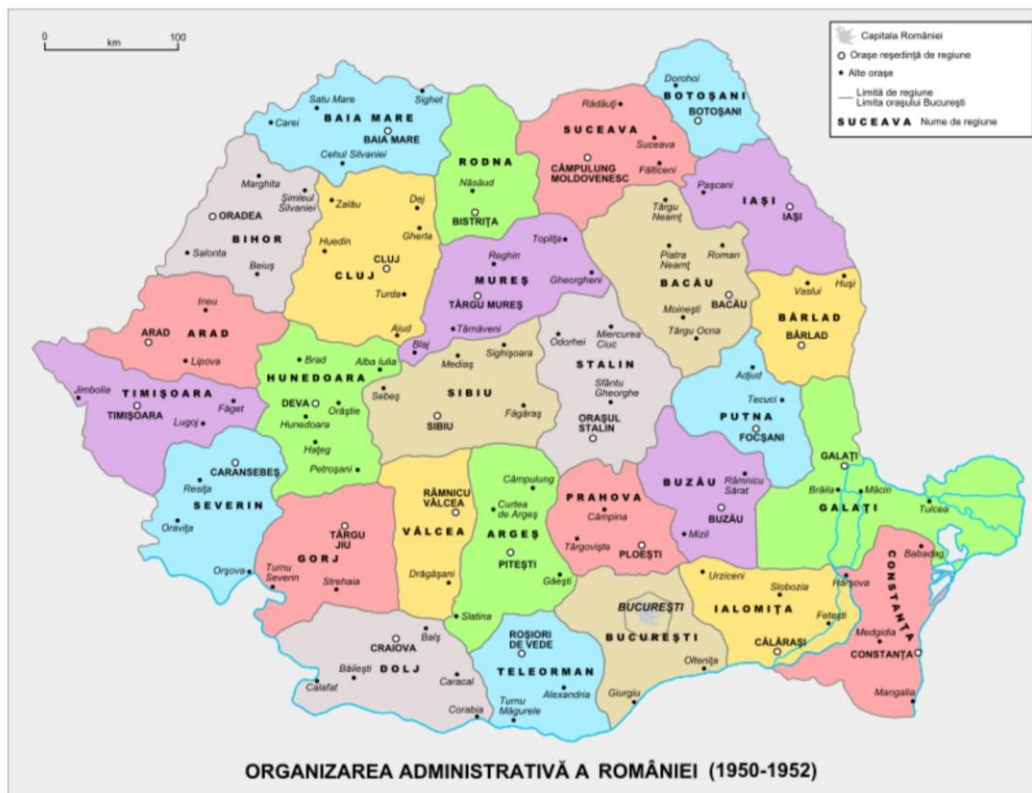 0
100
km
Capitala României
Orașe reședință de regiune
Alte orașe
Limită de regiune
Limita orașului București
SUCEAVA Nume de regiune
Satu Mare
Sighet
Carei
BAIA MARE
BAIA MARE
Cehul Silvaniei
Dorohoi
BOTOȘANI
BOTOȘANI
Rădăuți
SUCEAVA
Suceava
CÂMPULUNG
MOLDOVENESC
Fălticeni
RODNA
Năsăud
BISTRIȚA
Marghita
Șimleul
Silvaniei
ORADEA
BIHOR
Salonta
Beiuș
Zalău
Dej
Gherla
Huedin
CLUJ
CLUJ
Turda
Aiud
Toplița
Reghin
MUREȘ
Gheorgheni
TÂRGU MUREȘ
Târnăveni
Blaj
Târgu
Neamț
Piatra
Neamț
Roman
BACĂU
BACĂU
Moinești
Târgu Ocna
Pașcani
IAȘI
IAȘI
Vaslui
Huși
BÂRLAD
BÂRLAD
Ineu
ARAD
ARAD
Lipova
Jimbolia
TIMIȘOARA
TIMIȘOARA
Făget
Lugoj
Brad
Alba Iulia
HUNEDOARA
DEVA
Orăștie
Hunedoara
Hațeg
Petroșani
Sebeș
Mediaș
Sighișoara
SIBIU
SIBIU
Făgăraș
Odorhei
Miercurea
Ciuc
STALIN
Sfântu
Gheorghe
ORAȘUL
STALIN
Adjud
Tecuci
PUTNA
FOCȘANI
GALAȚI
Brăila
Măcin
GALAȚI
Tulcea
CARANSEBEȘ
Reșița
SEVERIN
Oravița
Orșova
TÂRGU
JIU
GORJ
Turnu
Severin
Strehaia
RÂMNICU
VÂLCEA
VÂLCEA
Drăgășani
Câmpulung
Curtea
de Argeș
ARGEȘ
PITEȘTI
Găești
Slatina
PRAHOVA
Câmpina
Târgoviște
PLOEȘTI
BUZĂU
Râmnicu
Sărat
BUZĂU
Mizil
Urziceni
Slobozia
IALOMIȚA
Fetești
CĂLĂRAȘI
Babadag
Hârșova
CONSTANȚA
Medgidia
CONSTANȚA
Mangalia
BUCUREȘTI
BUCUREȘTI
Oltenița
Giurgiu
CRAIOVA
Balș
DOLJ
Băilești
Calafat
Caracal
Corabia
ROȘIORI
DE VEDE
TELEORMAN
Turnu
Măgurele
Alexandria
ORGANIZAREA ADMINISTRATIVĂ A ROMÂNIEI (1950-1952)